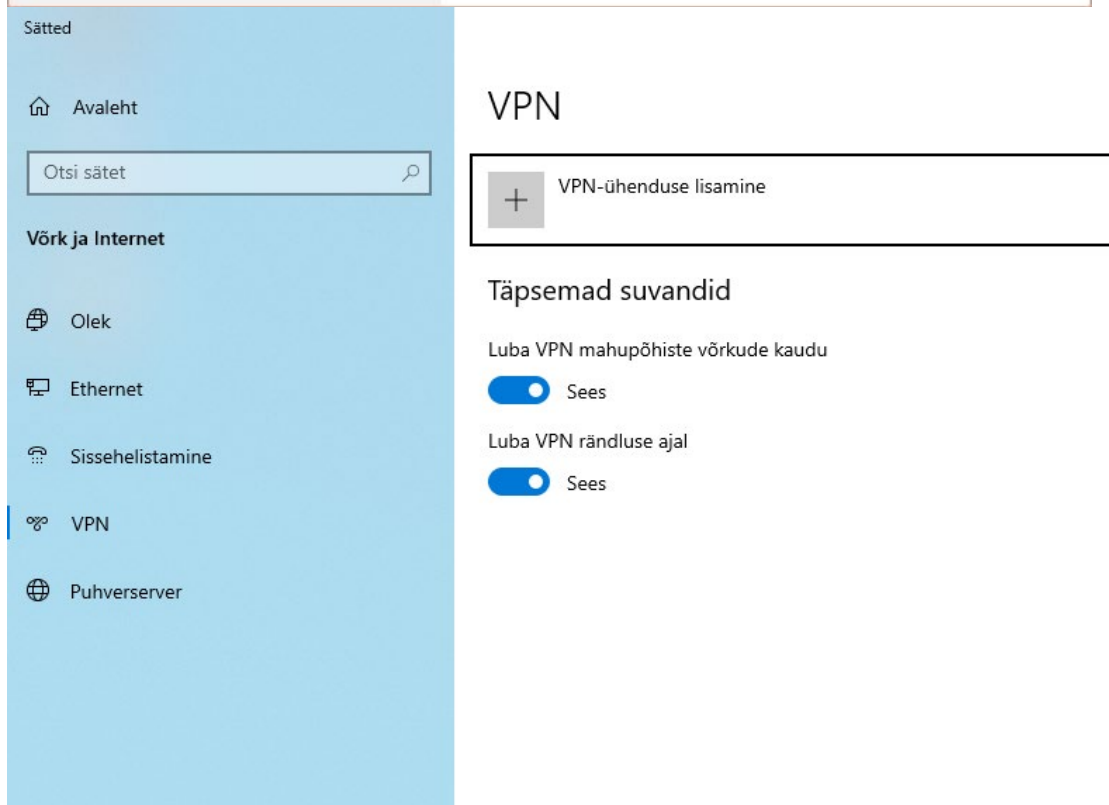 Sätted
Avaleht
Otsi sätet
Võrk ja Internet
Olek
Ethernet
Sissehelistamine
VPN
Puhverserver
VPN
VPN-ühenduse lisamine
Täpsemad suvandid
Luba VPN mahupõhiste võrkude kaudu
Sees
Luba VPN rändluse ajal
Sees